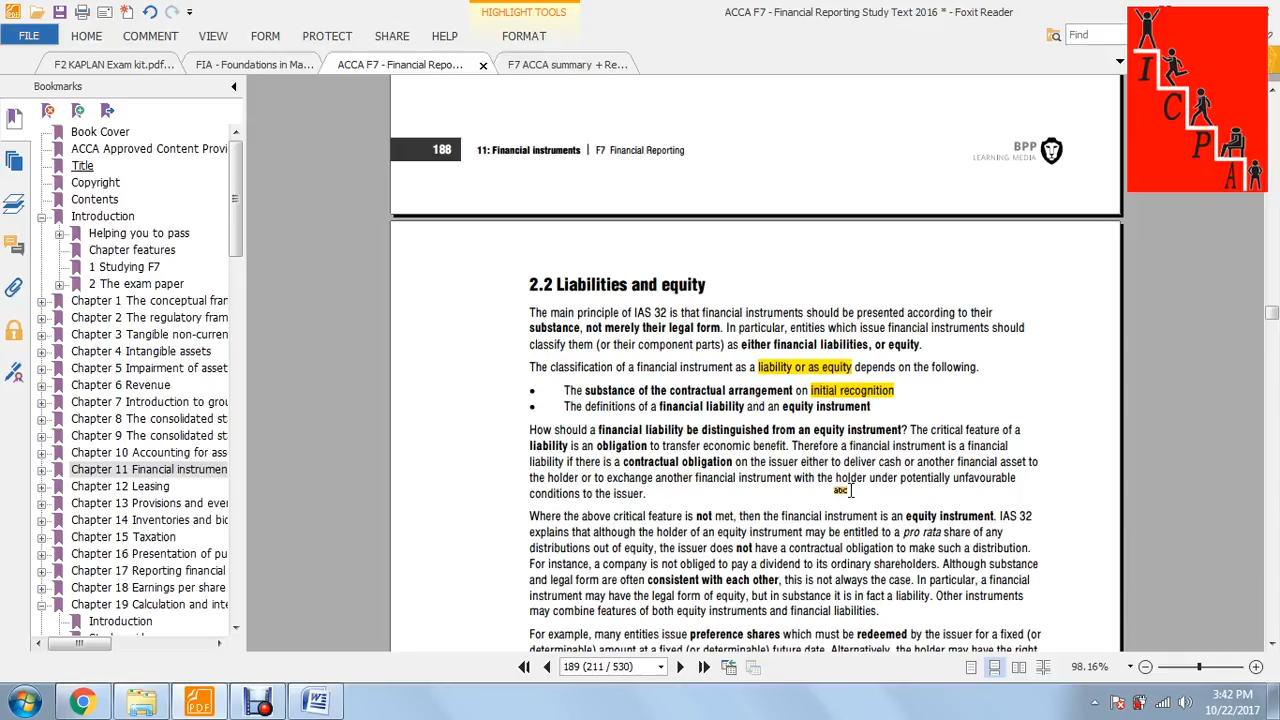 HIGHLIGHT TOOLS
ACCA F7 - Financial Reporting Study Text 2016 * - Foxit Reader
FILE HOME COMMENT VIEW FORM PROTECT SHARE HELP FORMAT
Find
F2 KAPLAN Exam kit.pdf... FIA - Foundations in Ma... ACCA F7 - Financial Repo... F7 ACCA summary + Re...
Bookmarks
Book Cover
ACCA Approved Content Provi
Title
Copyright
Contents
Introduction
Helping you to pass
Chapter features
1 Studying F7
2 The exam paper
Chapter 1 The conceptual fran
Chapter 2 The regulatory fram
Chapter 3 Tangible non-curren
Chapter 4 Intangible assets
Chapter 5 Impairment of asset
Chapter 6 Revenue
Chapter 7 Introduction to grou
Chapter 8 The consolidated st
Chapter 9 The consolidated st
Chapter 10 Accounting for asso
Chapter 11 Financial instrumen
Chapter 12 Leasing
Chapter 13 Provisions and ever
Chapter 14 Inventories and bio
Chapter 15 Taxation
Chapter 16 Presentation of pu
Chapter 17 Reporting financial
Chapter 18 Earnings per share
Chapter 19 Calculation and inte
Introduction
188 11: Financial instruments | F7 Financial Reporting
BPP
LEARNING MEDIA
I
C
P
A
2.2 Liabilities and equity
The main principle of IAS 32 is that financial instruments should be presented according to their
substance, not merely their legal form. In particular, entities which issue financial instruments should
classify them (or their component parts) as either financial liabilities, or equity.
The classification of a financial instrument as a liability or as equity depends on the following.
• The substance of the contractual arrangement on initial recognition
• The definitions of a financial liability and an equity instrument
How should a financial liability be distinguished from an equity instrument? The critical feature of a
liability is an obligation to transfer economic benefit. Therefore a financial instrument is a financial
liability if there is a contractual obligation on the issuer either to deliver cash or another financial asset to
the holder or to exchange another financial instrument with the holder under potentially unfavourable
conditions to the issuer.
abc
Where the above critical feature is not met, then the financial instrument is an equity instrument. IAS 32
explains that although the holder of an equity instrument may be entitled to a pro rata share of any
distributions out of equity, the issuer does not have a contractual obligation to make such a distribution.
For instance, a company is not obliged to pay a dividend to its ordinary shareholders. Although substance
and legal form are often consistent with each other, this is not always the case. In particular, a financial
instrument may have the legal form of equity, but in substance it is in fact a liability. Other instruments
may combine features of both equity instruments and financial liabilities.
For example, many entities issue preference shares which must be redeemed by the issuer for a fixed (or
determinable) amount at a fixed (or determinable) future date. Alternatively, the holder may have the right
189 (211 / 530)
98.16%
3:42 PM
10/22/2017